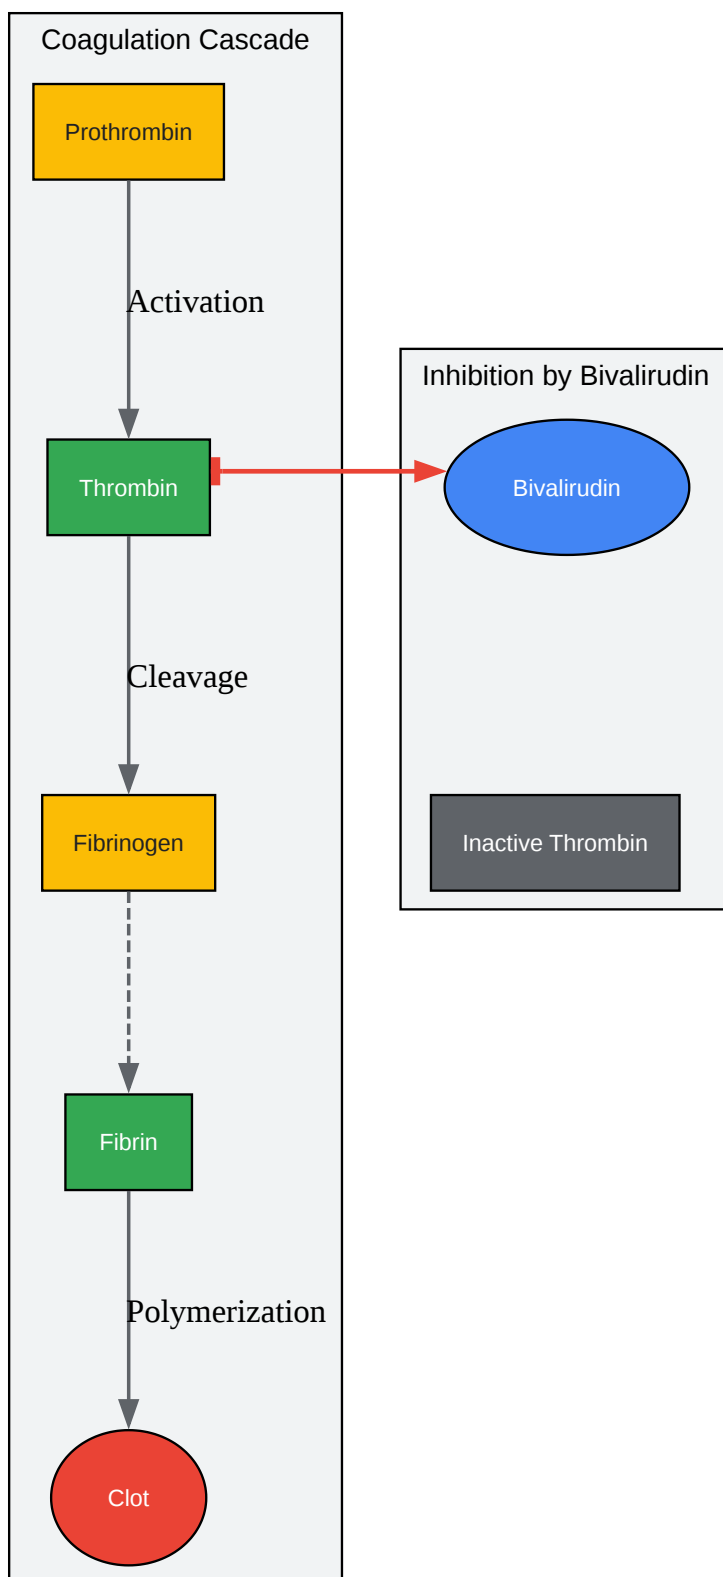 Coagulation Cascade
Prothrombin
Activation
Inhibition by Bivalirudin
Thrombin
Bivalirudin
Cleavage
Fibrinogen
Inactive Thrombin
Fibrin
Polymerization
Clot